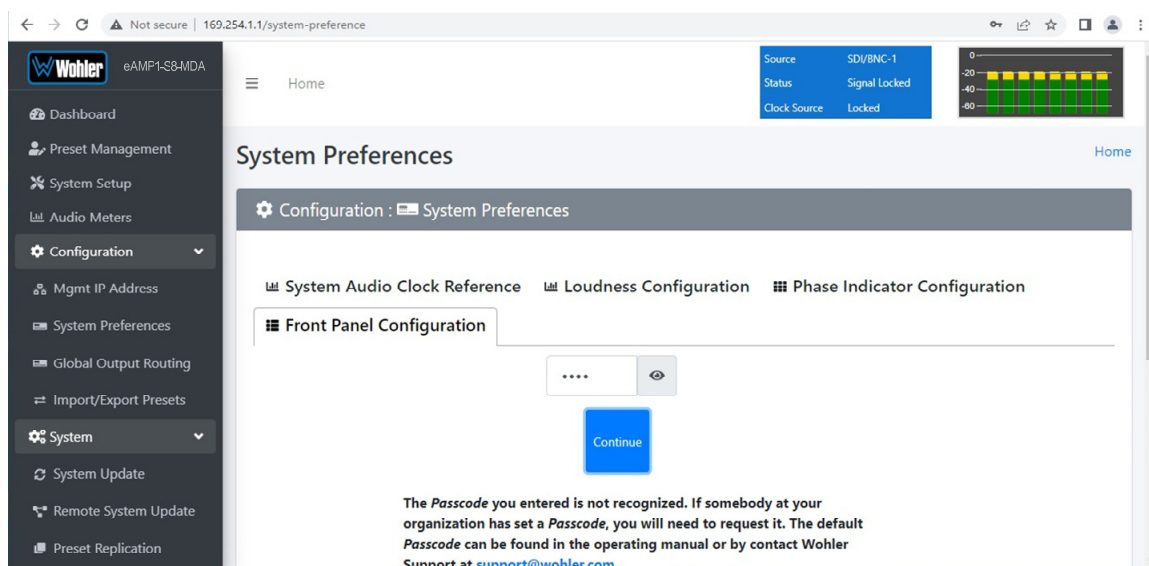 Not secure | 169.254.1.1/system-preference
Wohler eAMP1-S8-MDA
Dashboard
Preset Management
System Setup
Audio Meters
Configuration
Mgmt IP Address
System Preferences
Global Output Routing
Import/Export Presets
System
System Update
Remote System Update
Preset Replication
Home
Source SDI/BNC-1
Status Signal Locked
Clock Source Locked
0
-20
-40
-60
System Preferences
Home
Configuration : System Preferences
System Audio Clock Reference Loudness Configuration Phase Indicator Configuration
Front Panel Configuration
••••
Continue
The Passcode you entered is not recognized. If somebody at your
organization has set a Passcode, you will need to request it. The default
Passcode can be found in the operating manual or by contact Wohler
Support at support@wohler.com